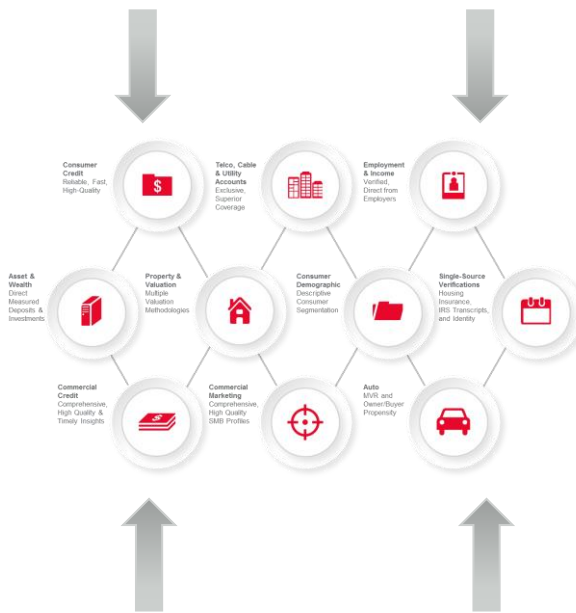 Consumer
Credit
Reliable, Fast,
High-Quality
Telco, Cable
& Utility
Accounts
Exclusive,
Superior
Coverage
Employment
& Income
Verified,
Direct from
Employers
$
Asset &
Wealth
Direct
Measured
Deposits &
Investments
Property &
Valuation
Multiple
Valuation
Methodologies
Consumer
Demographic
Descriptive
Consumer
Segmentation
Single-Source
Verifications
Housing
Insurance,
IRS Transcripts,
and Identity
Commercial
Credit
Comprehensive,
High Quality &
Timely Insights
$
Commercial
Marketing
Comprehensive,
High Quality
SMB Profiles
Auto
MVR and
Owner/Buyer
Propensity